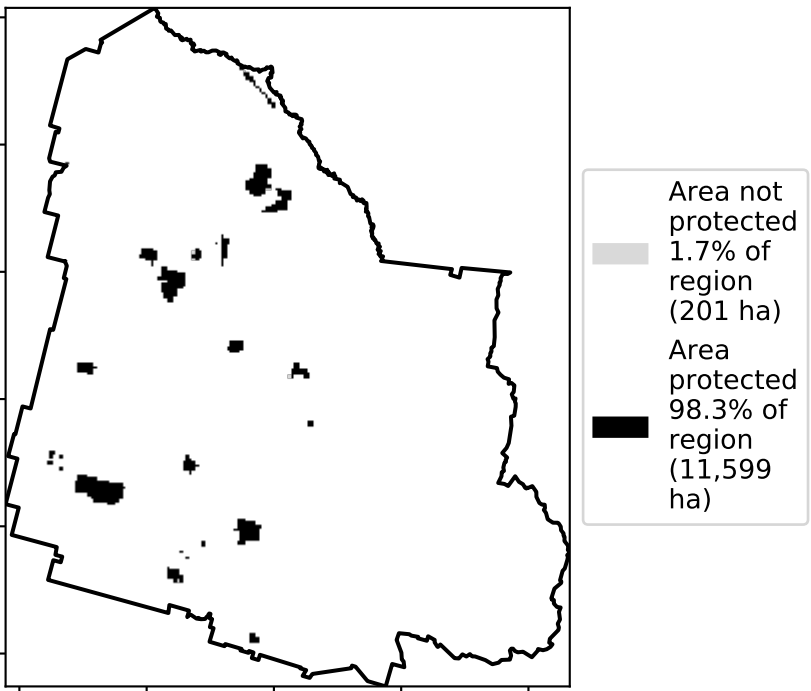 Area not
protected
1.7% of
region
(201 ha)
Area
protected
98.3% of
region
(11,599
ha)